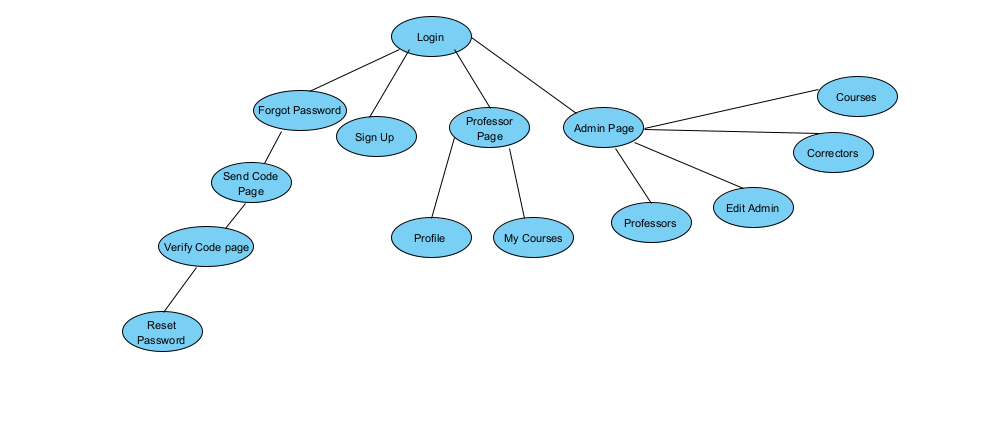 Login
Forgot Password
Sign Up
Professor
Page
Admin Page
Courses
Correctors
Send Code
Page
Verify Code page
Reset
Password
Profile
My Courses
Professors
Edit Admin